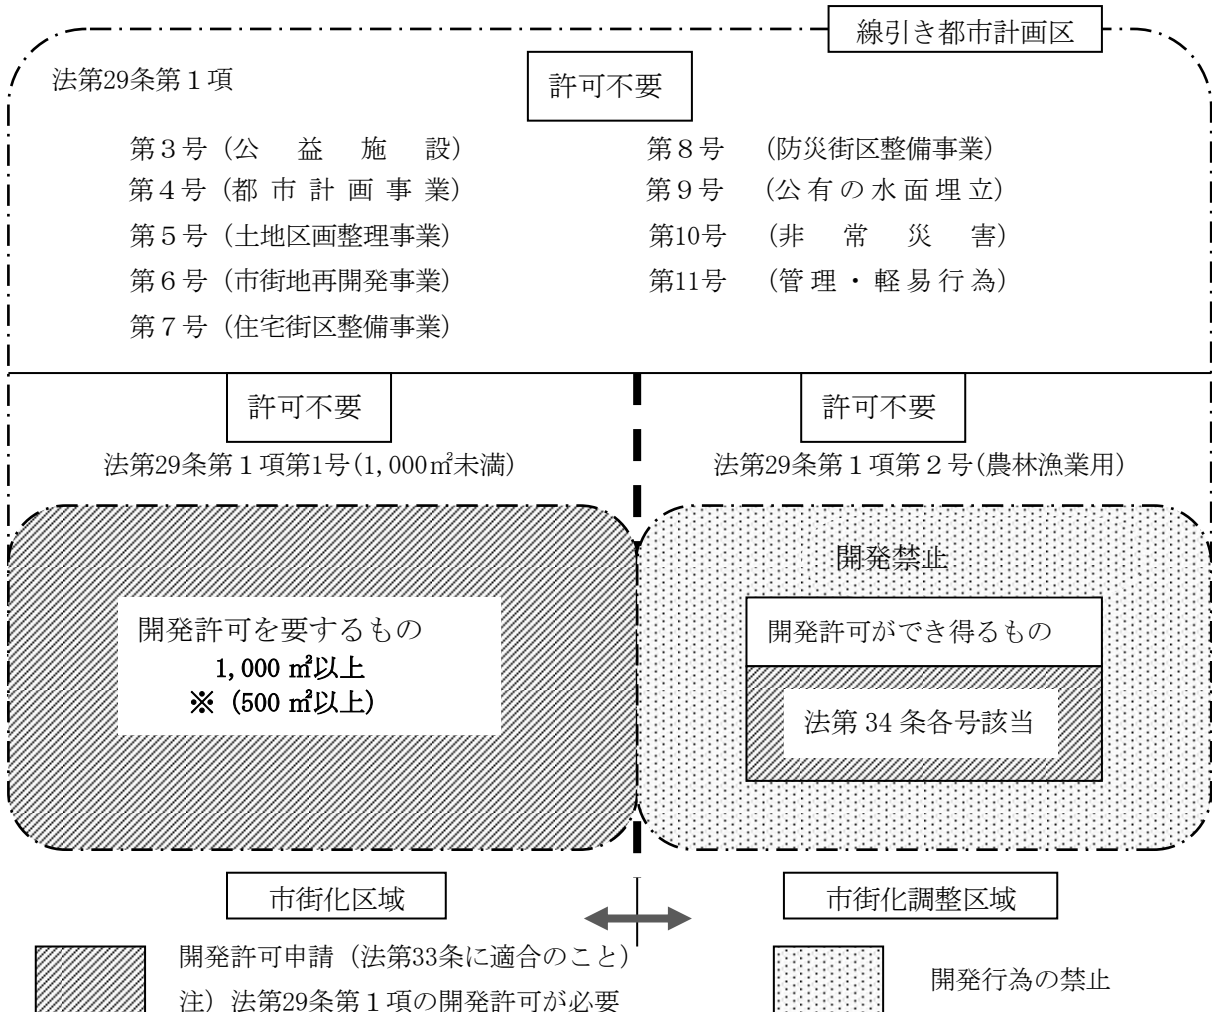 線引き都市計画区
法第29条第１項
許可不要
第３号（公益施設）
第４号（都市計画事業）
第５号（土地区画整理事業）
第６号（市街地再開発事業）
第７号（住宅街区整備事業）
第８号（防災街区整備事業）
第９号（公有の水面埋立）
第10号（非常災害）
第11号（管理・軽易行為）
許可不要
法第29条第１項第1号(1,000㎡未満)
開発許可を要するもの
1,000 ㎡以上
※（500 ㎡以上）
許可不要
法第29条第１項第２号(農林漁業用)
開発禁止
開発許可ができ得るもの
法第 34 条各号該当
市街化区域
市街化調整区域
開発許可申請（法第33条に適合のこと）
注）法第29条第１項の開発許可が必要
開発行為の禁止